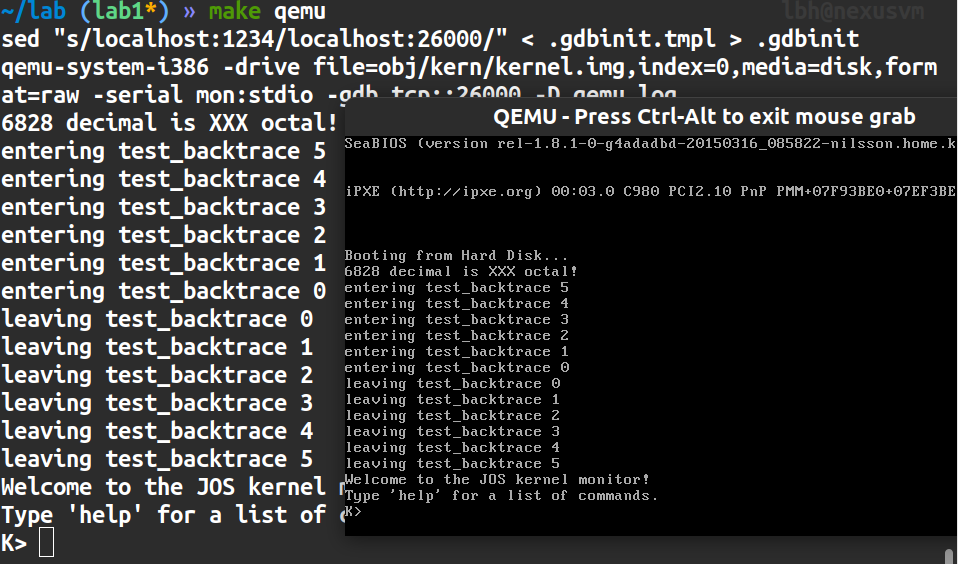 ~/lab (lab1*) » make qemu lbh@nexusvm
sed "s/localhost:1234/localhost:26000/" < .gdbinit.tmpl > .gdbinit
qemu-system-i386 -drive file=obj/kern/kernel.img,index=0,media=disk,form
at=raw -serial mon:stdio -gdb tcp::26000 -D qemu.log
6828 decimal is XXX octal!
entering test_backtrace 5
entering test_backtrace 4
entering test_backtrace 3
entering test_backtrace 2
entering test_backtrace 1
entering test_backtrace 0
leaving test_backtrace 0
leaving test_backtrace 1
leaving test_backtrace 2
leaving test_backtrace 3
leaving test_backtrace 4
leaving test_backtrace 5
Welcome to the JOS kernel
Type 'help' for a list of
K>
QEMU - Press Ctrl-Alt to exit mouse grab
SeaBIOS (version rel-1.8.1-0-g4adadbd-20150316_085822-nilsson.home.k
iPXE (http://ipxe.org) 00:03.0 C980 PCI2.10 PnP PMM+07F93BE0+07EF3BE
Booting from Hard Disk...
6828 decimal is XXX octal!
entering test_backtrace 5
entering test_backtrace 4
entering test_backtrace 3
entering test_backtrace 2
entering test_backtrace 1
entering test_backtrace 0
leaving test_backtrace 0
leaving test_backtrace 1
leaving test_backtrace 2
leaving test_backtrace 3
leaving test_backtrace 4
leaving test_backtrace 5
Welcome to the JOS kernel monitor!
Type 'help' for a list of commands.
K>